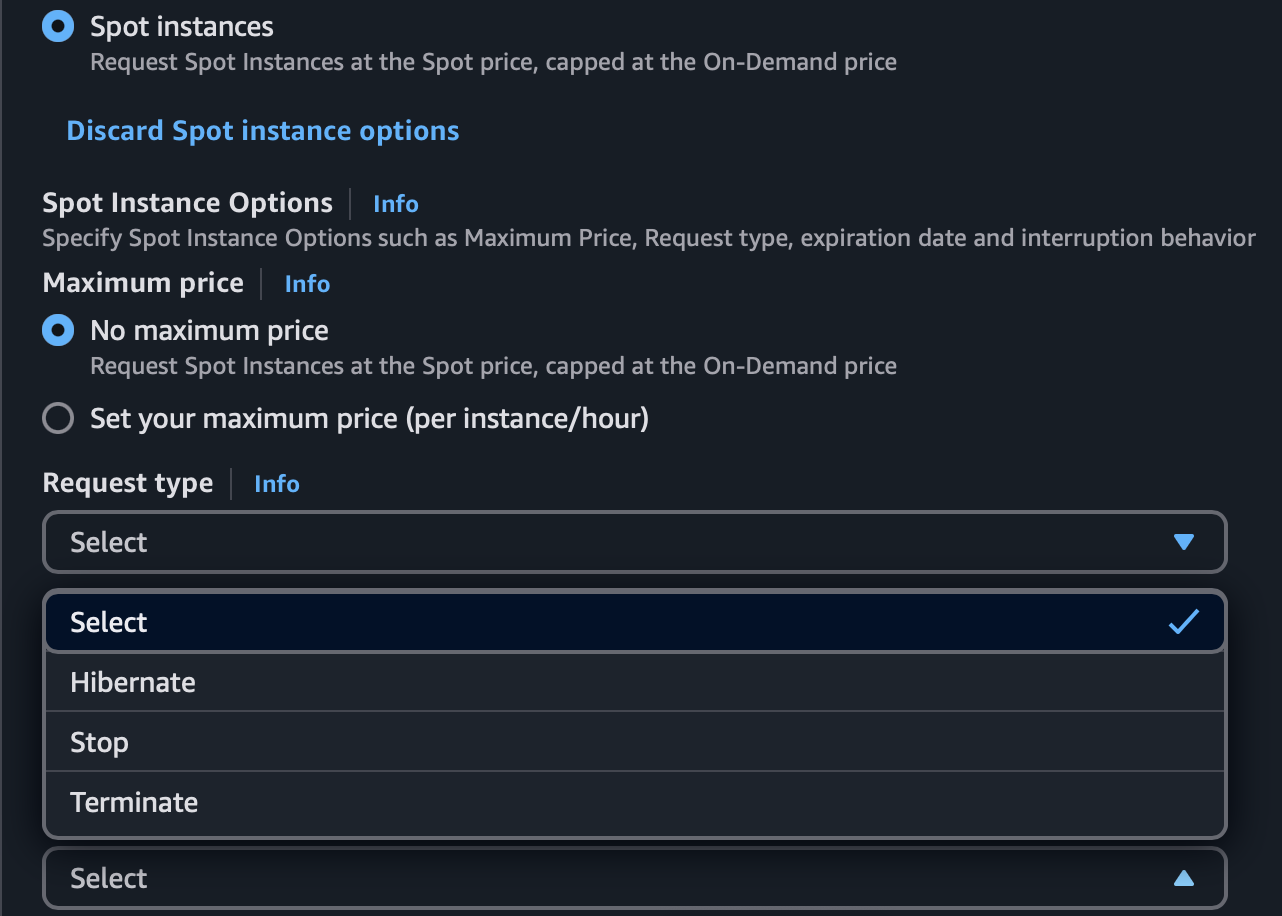 Spot instances
Request Spot Instances at the Spot price, capped at the On-Demand price
Discard Spot instance options
Spot Instance Options Info
Specify Spot Instance Options such as Maximum Price, Request type, expiration date and interruption behavior
Maximum price Info
No maximum price
Request Spot Instances at the Spot price, capped at the On-Demand price
Set your maximum price (per instance/hour)
Request type Info
Select
Select
Hibernate
Stop
Terminate
Select